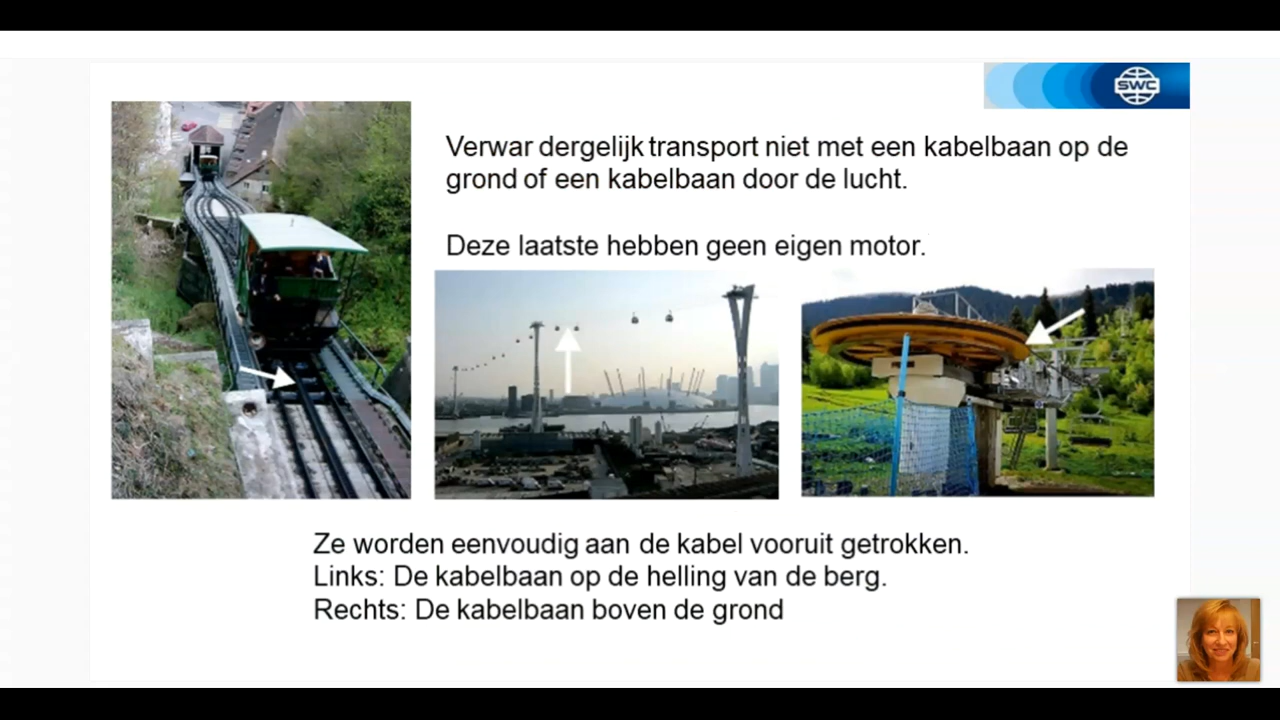 SWC
Verwar dergelijk transport niet met een kabelbaan op de
grond of een kabelbaan door de lucht.
Deze laatste hebben geen eigen motor.
Ze worden eenvoudig aan de kabel vooruit getrokken.
Links: De kabelbaan op de helling van de berg.
Rechts: De kabelbaan boven de grond